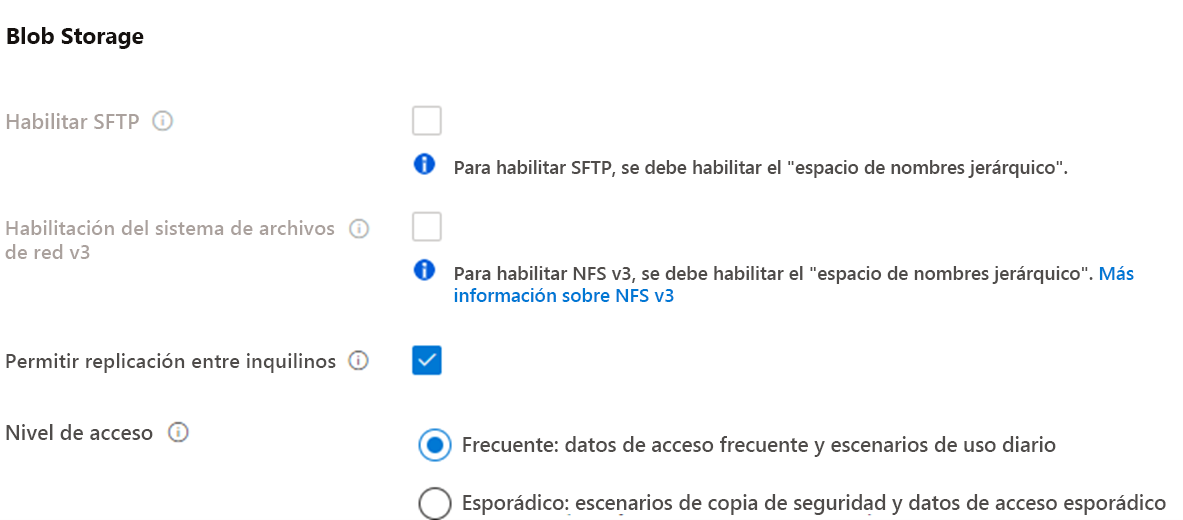 Blob Storage
Habilitar SFTP
Para habilitar SFTP, se debe habilitar el "espacio de nombres jerárquico".
Habilitación del sistema de archivos
de red v3
Para habilitar NFS v3, se debe habilitar el "espacio de nombres jerárquico". Más
información sobre NFS v3
Permitir replicación entre inquilinos
Nivel de acceso
Frecuente: datos de acceso frecuente y escenarios de uso diario
Esporádico: escenarios de copia de seguridad y datos de acceso esporádico